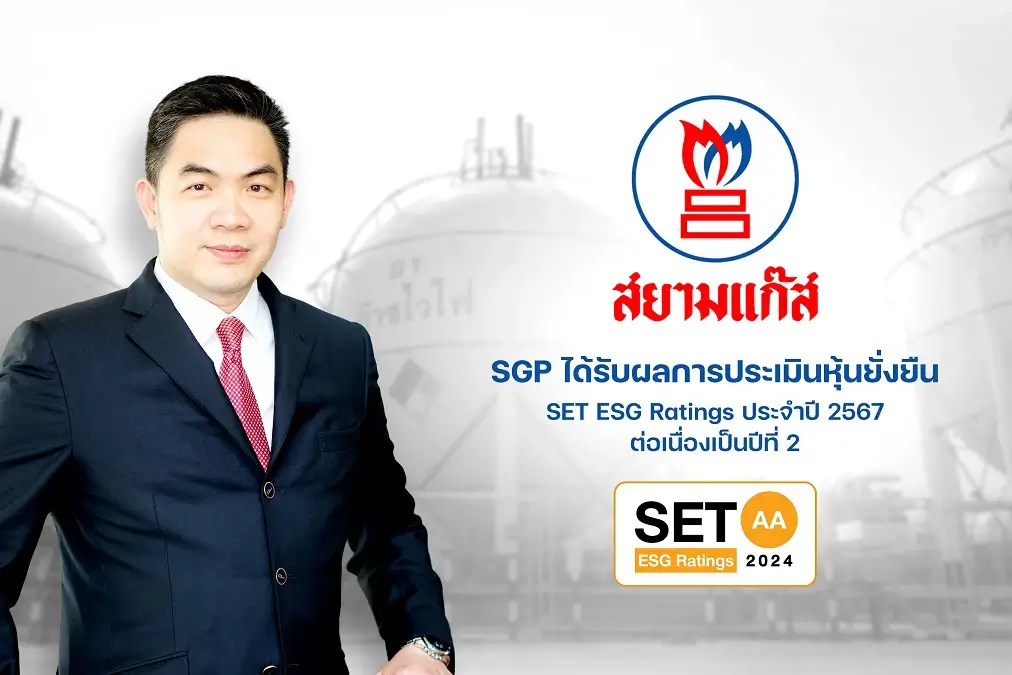 สยามแก๊ส
SGP ได้รับผลการประเมินหุ้นยั่งยืน
SET ESG Ratings ประจำปี 2567
ต่อเนื่องเป็นปีที่ 2
SET AA
ESG Ratings 2024